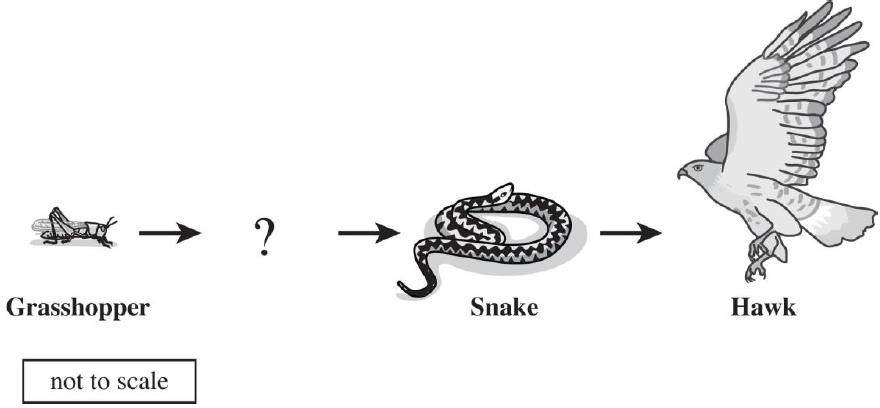 ?
Grasshopper
Snake
Hawk
not to scale